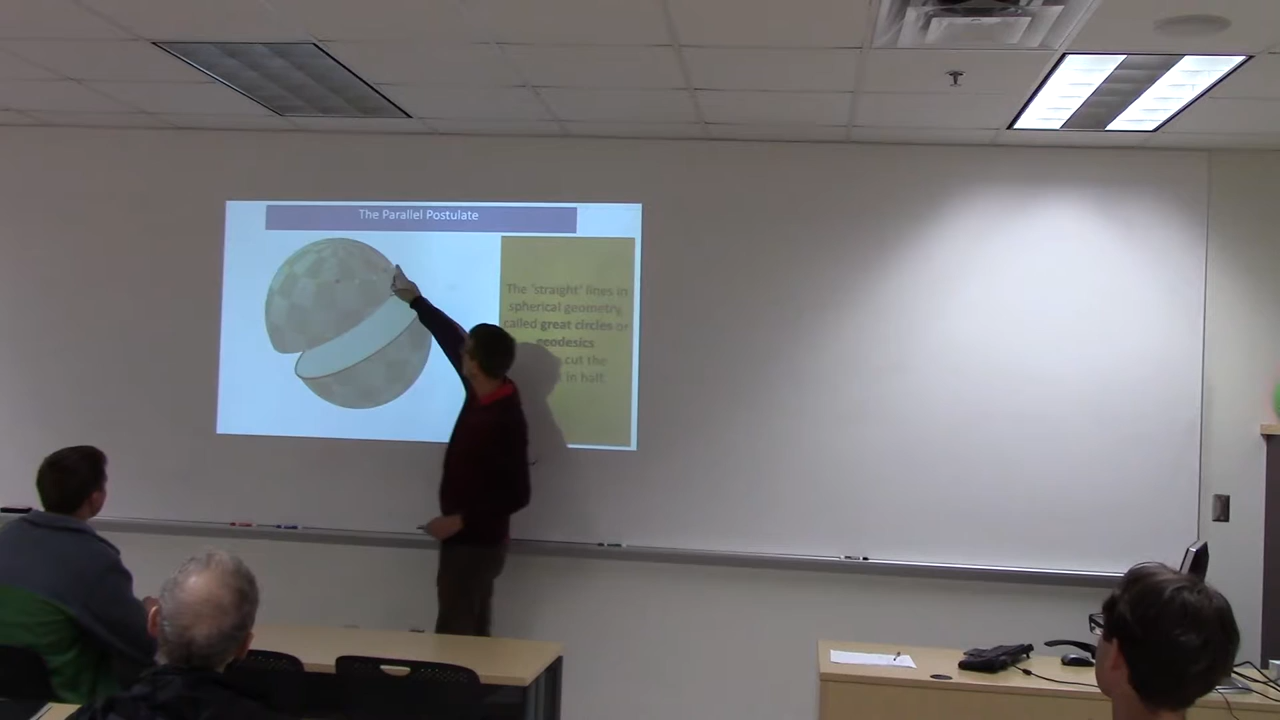 The Parallel Postulate
The 'straight' lines in
spherical geometry,
called great circles or
geodesics
cut the
in half.